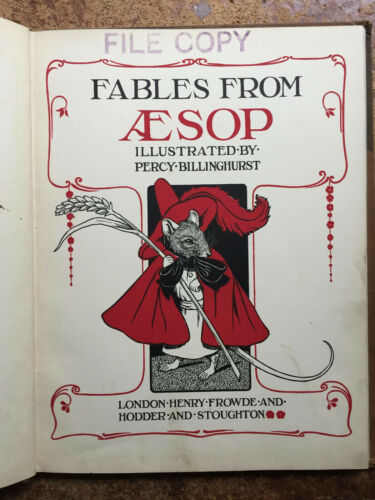 FILE COPY
FABLES FROM
ÆSOP
ILLUSTRATED·BY·
PERCY·BILLINGHURST
LONDON·HENRY·FROWDE·AND·
HODDER·AND·STOUGHTON